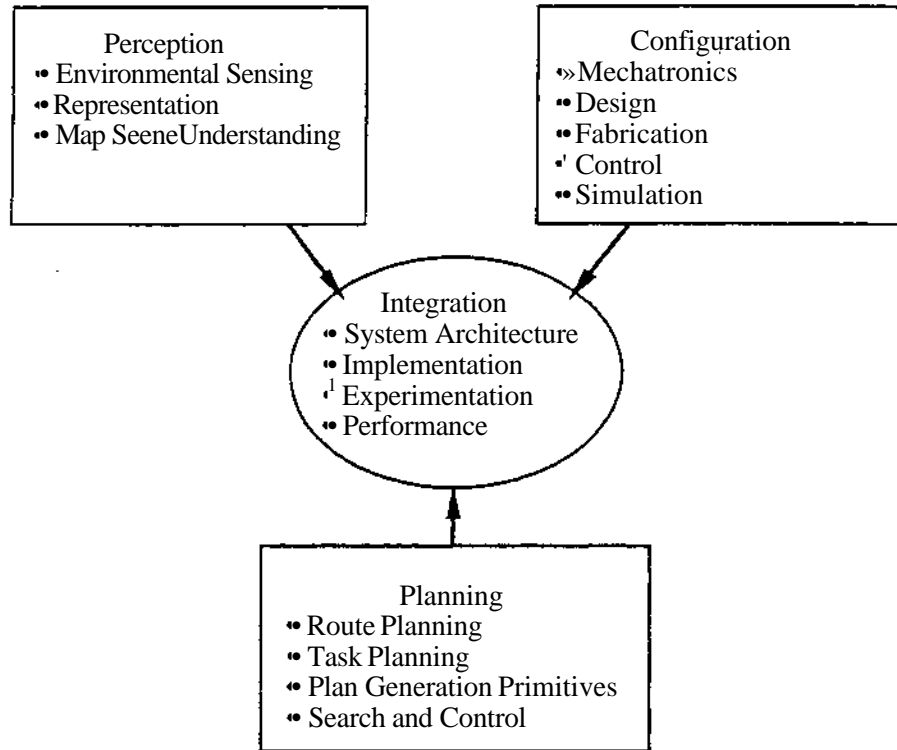 Perception
•• Environmental Sensing
•• Representation
•• Map SeeneUnderstanding
Configuration
•» Mechatronics
•• Design
•• Fabrication
•' Control
•• Simulation
Integration
•• System Architecture
•• Implementation
•¹ Experimentation
•• Performance
Planning
•• Route Planning
•• Task Planning
•• Plan Generation Primitives
•• Search and Control